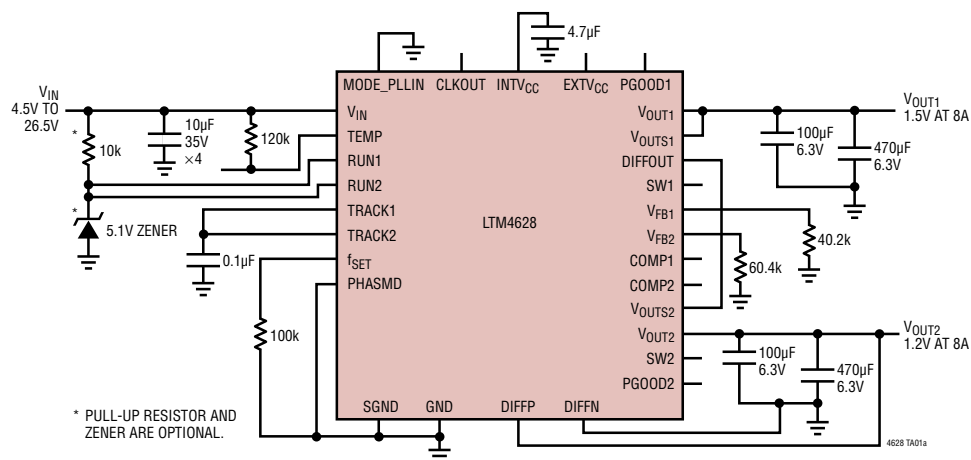 4.7µF
MODE_PLLIN CLKOUT INTVCC EXTVCC PGOOD1
VIN
4.5V TO
26.5V
*
10k
10µF
35V
×4
120k
*
5.1V ZENER
0.1µF
100k
VIN
TEMP
RUN1
RUN2
TRACK1
TRACK2
fSET
PHASMD
LTM4628
VOUT1
VOUTS1
DIFFOUT
SW1
VFB1
VFB2
COMP1
COMP2
VOUTS2
VOUT2
SW2
PGOOD2
SGND GND DIFFP DIFFN
100µF
6.3V
470µF
6.3V
VOUT1
1.5V AT 8A
40.2k
60.4k
100µF
6.3V
470µF
6.3V
VOUT2
1.2V AT 8A
* PULL-UP RESISTOR AND
ZENER ARE OPTIONAL.
4628 TA01a